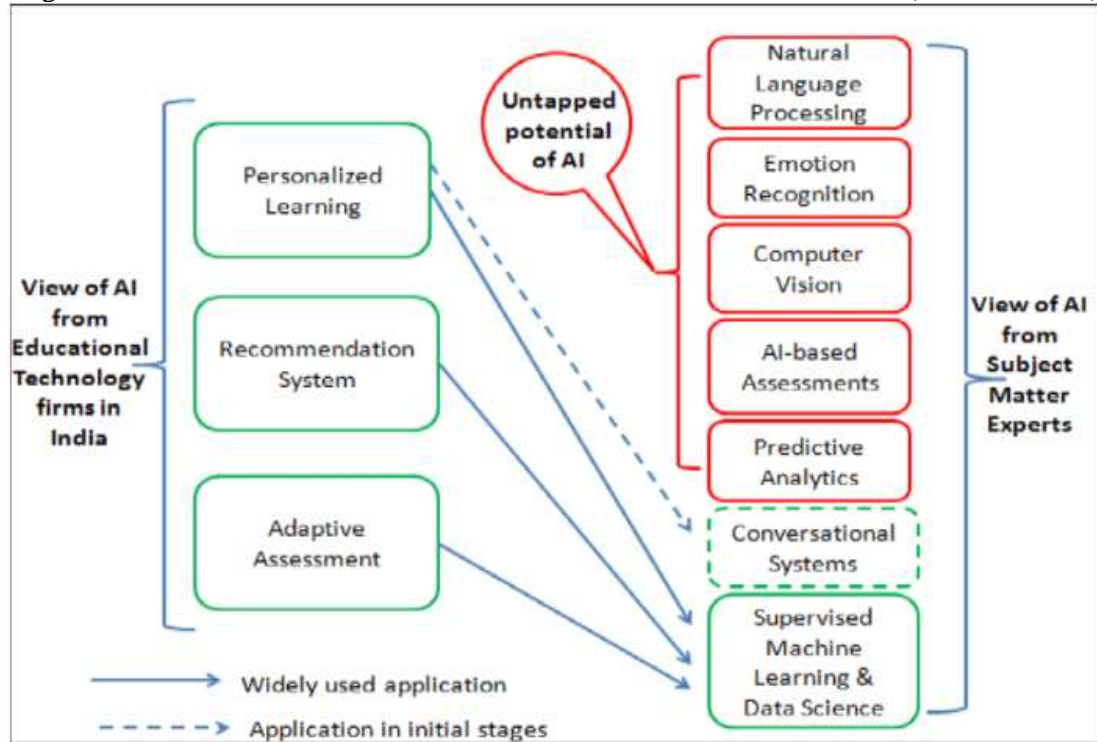 View of AI
from
Educational
Technology
firms in
India
Personalized
Learning
Recommendation
System
Adaptive
Assessment
Untapped
potential
of AI
Natural
Language
Processing
Emotion
Recognition
Computer
Vision
AI-based
Assessments
Predictive
Analytics
Conversational
Systems
Supervised
Machine
Learning &
Data Science
View of AI
from
Subject
Matter
Experts
Widely used application
Application in initial stages